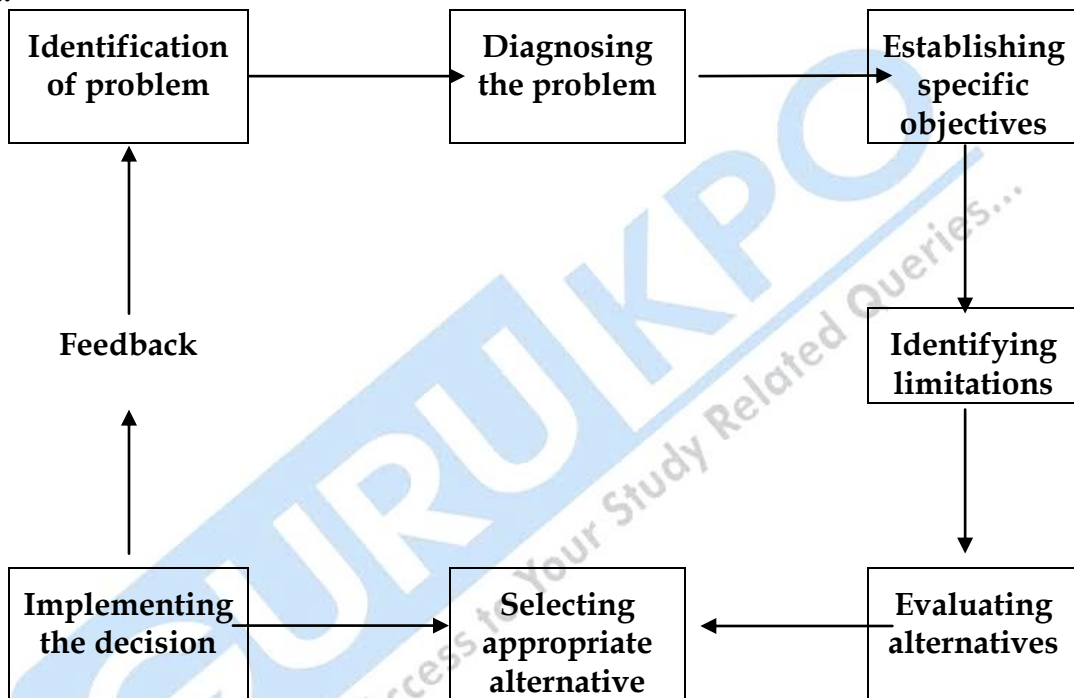 Identification
of problem
Diagnosing
the problem
Establishing
specific
objectives
Feedback
Identifying
limitations
Implementing
the decision
Selecting
appropriate
alternative
Evaluating
alternatives
GURUKPO
ccess to Your Study Related Queries...